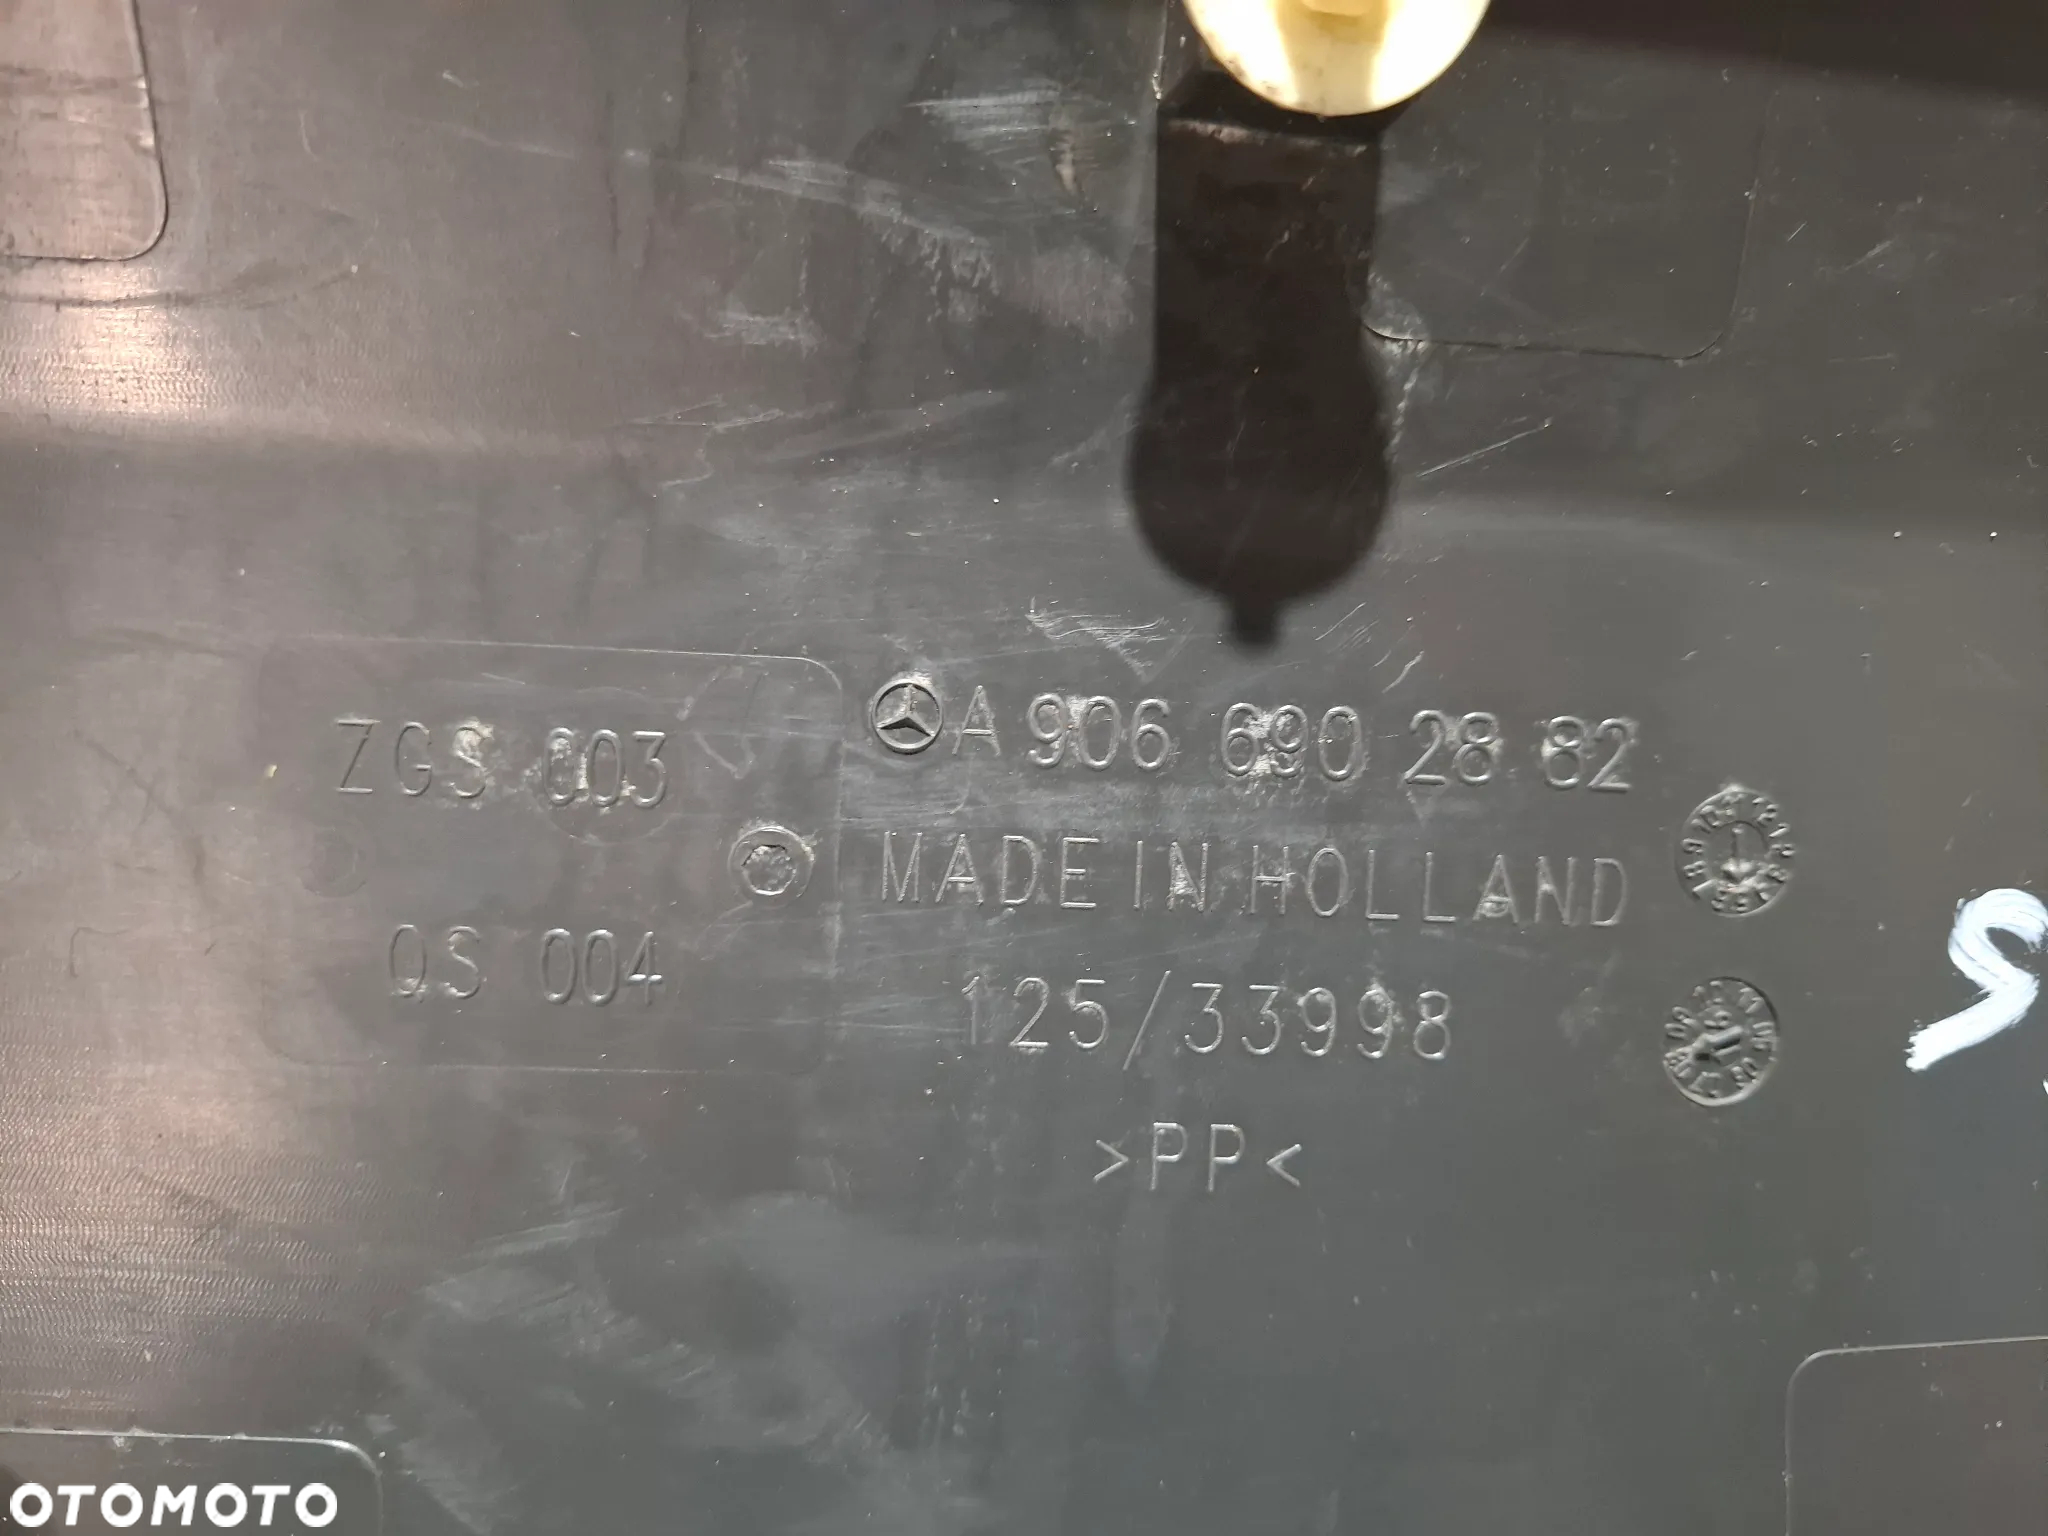 ZGS 003
QS 004
A 906 690 28 82
MADE IN HOLLAND
125/33998
>PP<
OTOMOTO